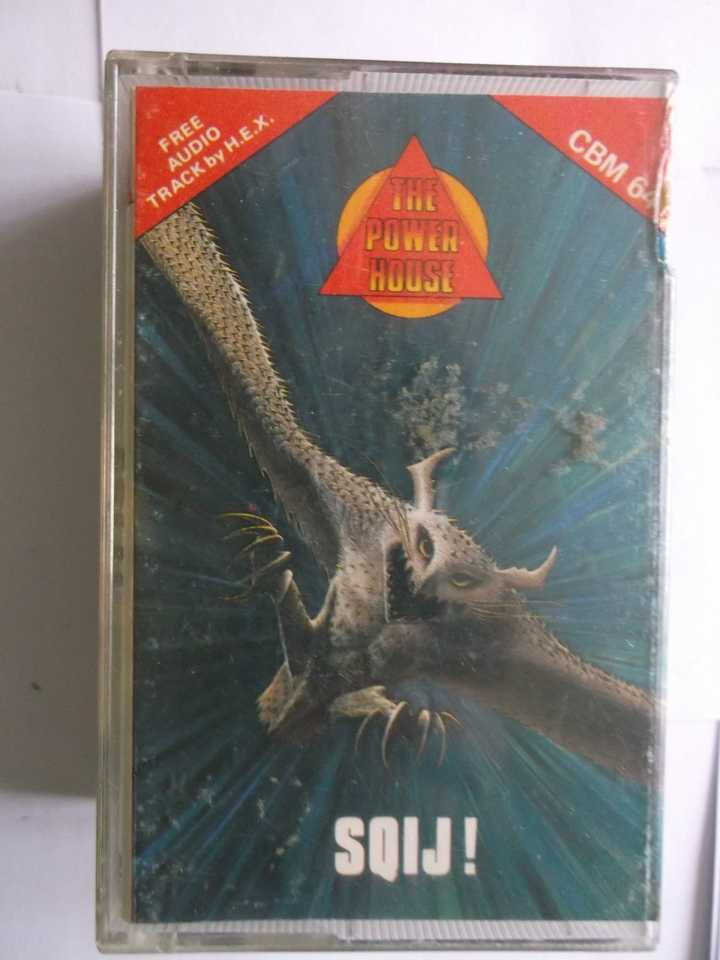 FREE
AUDIO
TRACK by H.E.X.
CBM 64
THE
POWER
HOUSE
SQIJ!